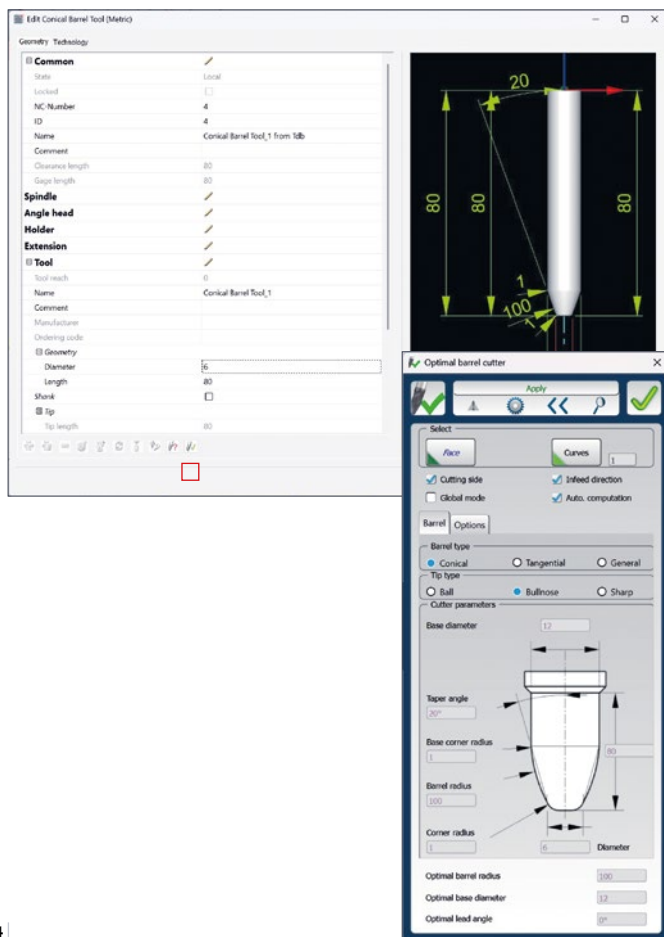 Edit Conical Barrel Tool (Metric)
Geometry Technology
Common
State Local
Locked
NC-Number 4
ID 4
Name Conical Barrel Tool_1 from Tdb
Comment
Clearance length 80
Gage length 80
Spindle
Angle head
Holder
Extension
Tool
Tool reach 0
Name Conical Barrel Tool_1
Comment
Manufacturer
Ordering code
Geometry
Diameter 6
Length 80
Shank
Tip
Tip length 80
20
80 80 80
1
100
1
Optimal barrel cutter
Apply
Select
Face Curves 1
Cutting side Infeed direction
Global mode Auto. computation
Barrel Options
Barrel type
Conical Tangential General
Tip type
Ball Bullnose Sharp
Cutter parameters
Base diameter 12
Taper angle
20°
Base corner radius
1 80
Barrel radius
100
Corner radius
1 6 Diameter
Optimal barrel radius 100
Optimal base diameter 12
Optimal lead angle 0°